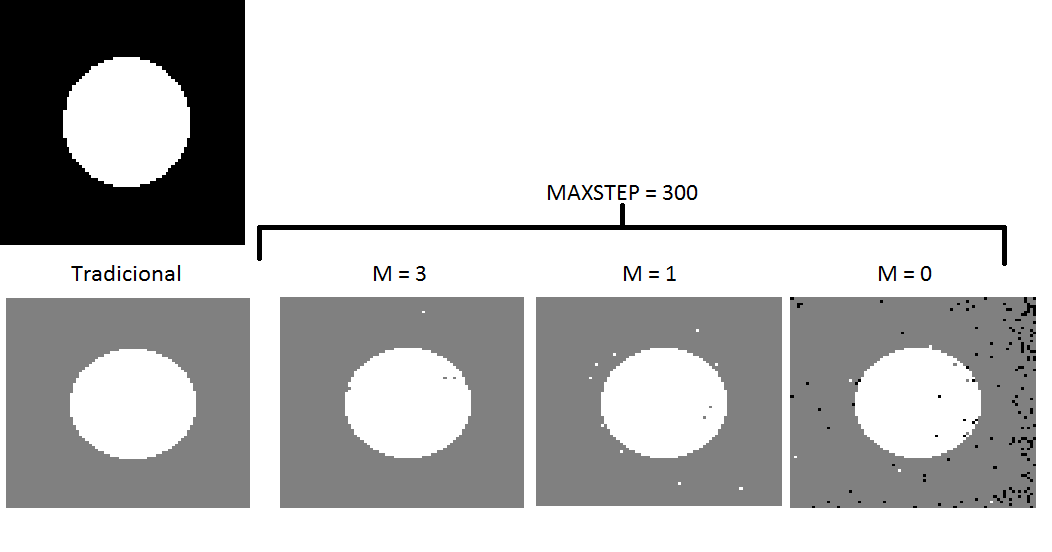 MAXSTEP = 300
Tradicional
M = 3
M = 1
M = 0